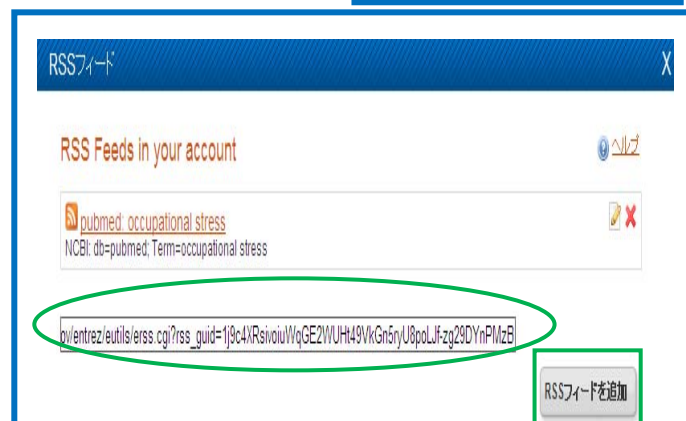 RSSフィード X
RSS Feeds in your account ヘルプ
pubmed: occupational stress
NCBI: db=pubmed; Term=occupational stress
ov/entrez/eutils/erss.cgi?rss_guid=1j9c4XRsivoiuWqGE2WUHt49VkGn5ryU8poLJf-zg29DYnPMzB
RSSフィードを追加